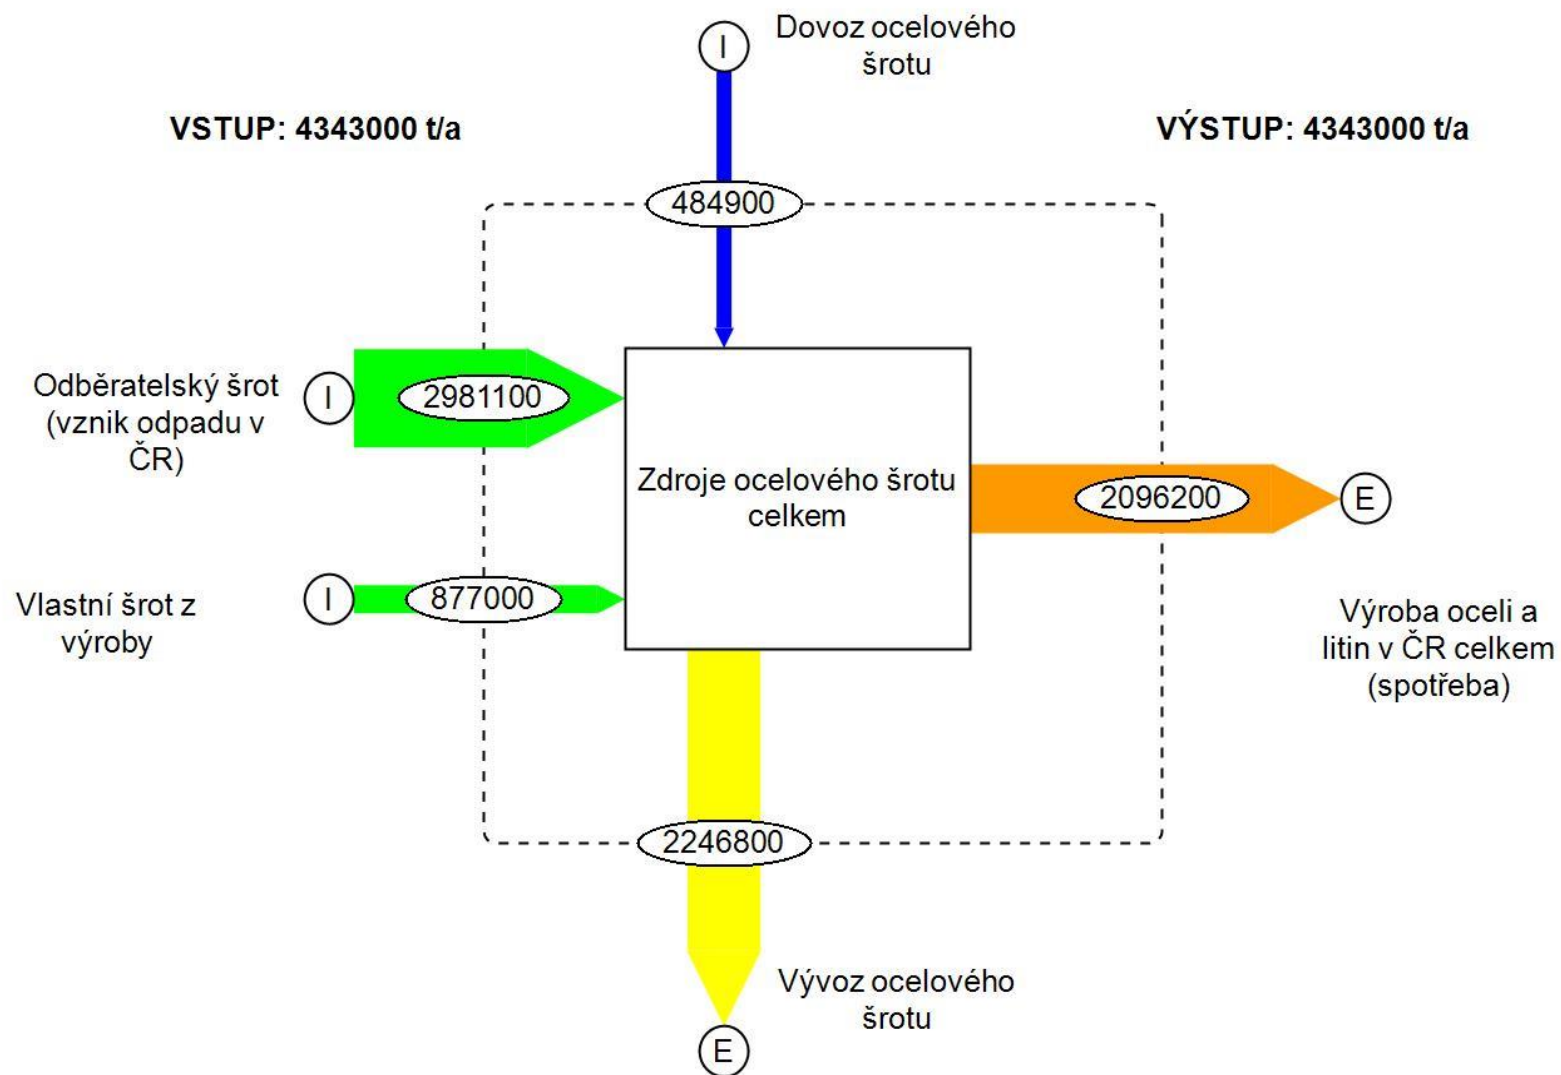 I
Dovoz ocelového
šrotu
VSTUP: 4343000 t/a
VÝSTUP: 4343000 t/a
484900
Odběratelský šrot
(vznik odpadu v
ČR)
I
2981100
Zdroje ocelového šrotu
celkem
2096200
E
Vlastní šrot z
výroby
I
877000
Výroba oceli a
litin v ČR celkem
(spotřeba)
2246800
Vývoz ocelového
šrotu
E